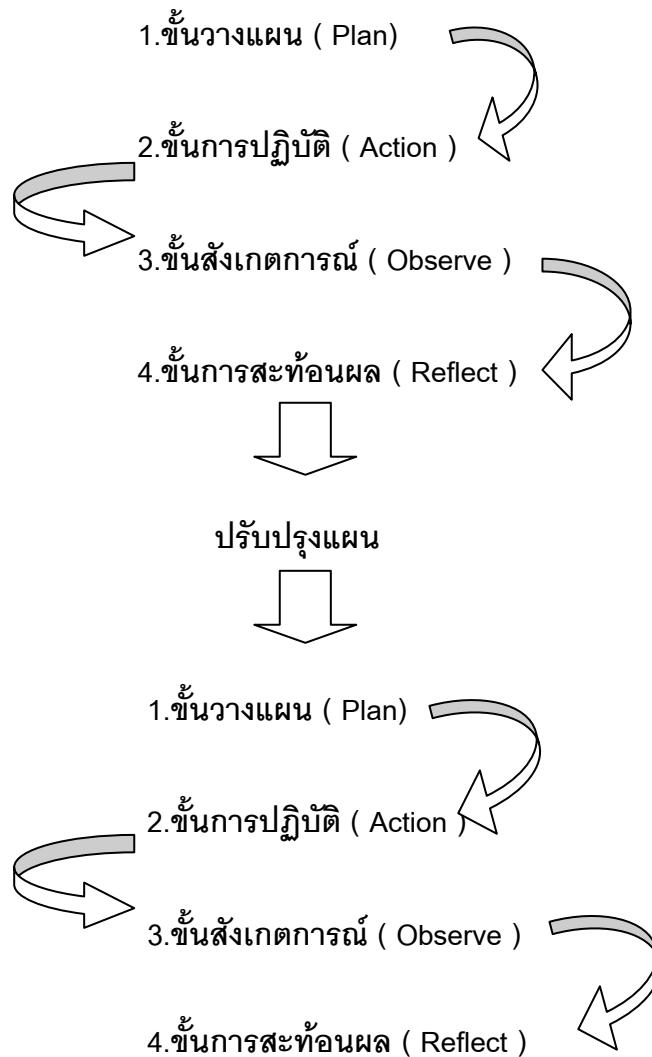 1.ขั้นวางแผน ( Plan)
2.ขั้นการปฏิบัติ ( Action )
3.ขั้นสังเกตการณ์ ( Observe )
4.ขั้นการสะท้อนผล ( Reflect )
ปรับปรุงแผน
1.ขั้นวางแผน ( Plan)
2.ขั้นการปฏิบัติ ( Action )
3.ขั้นสังเกตการณ์ ( Observe )
4.ขั้นการสะท้อนผล ( Reflect )